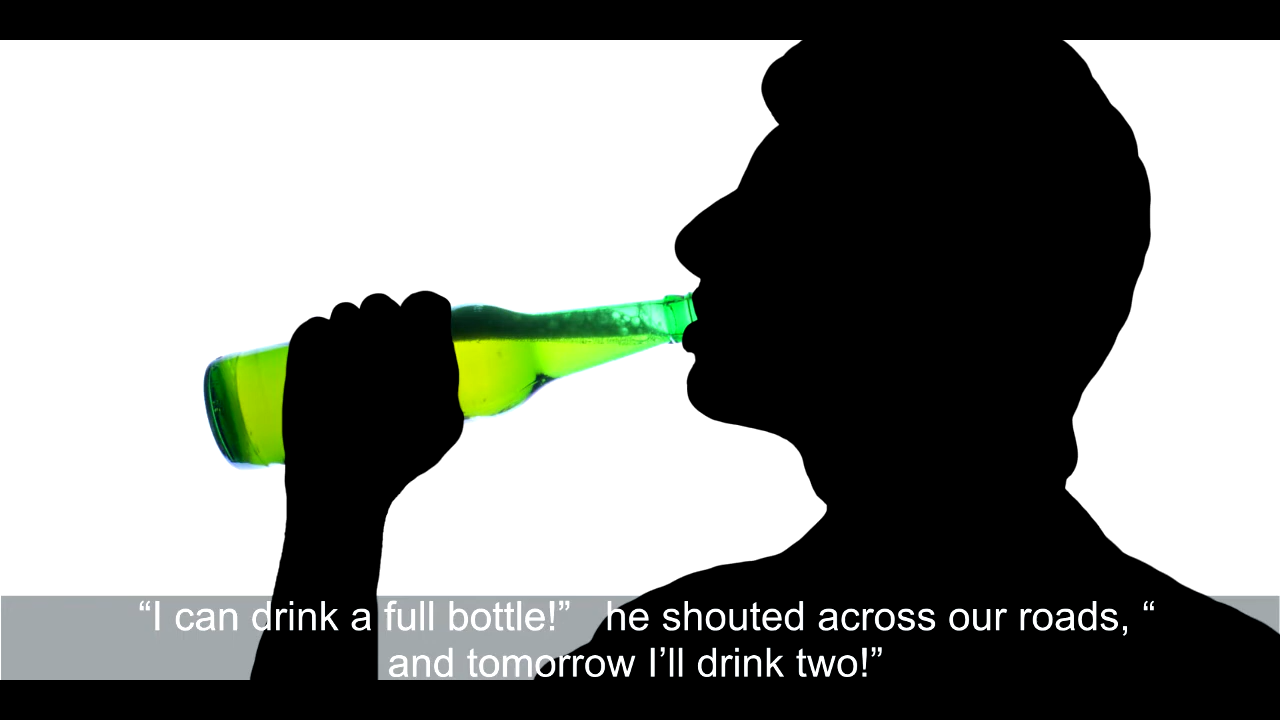 “I can drink a full bottle!”   he shouted across our roads, “
and tomorrow I’ll drink two!”